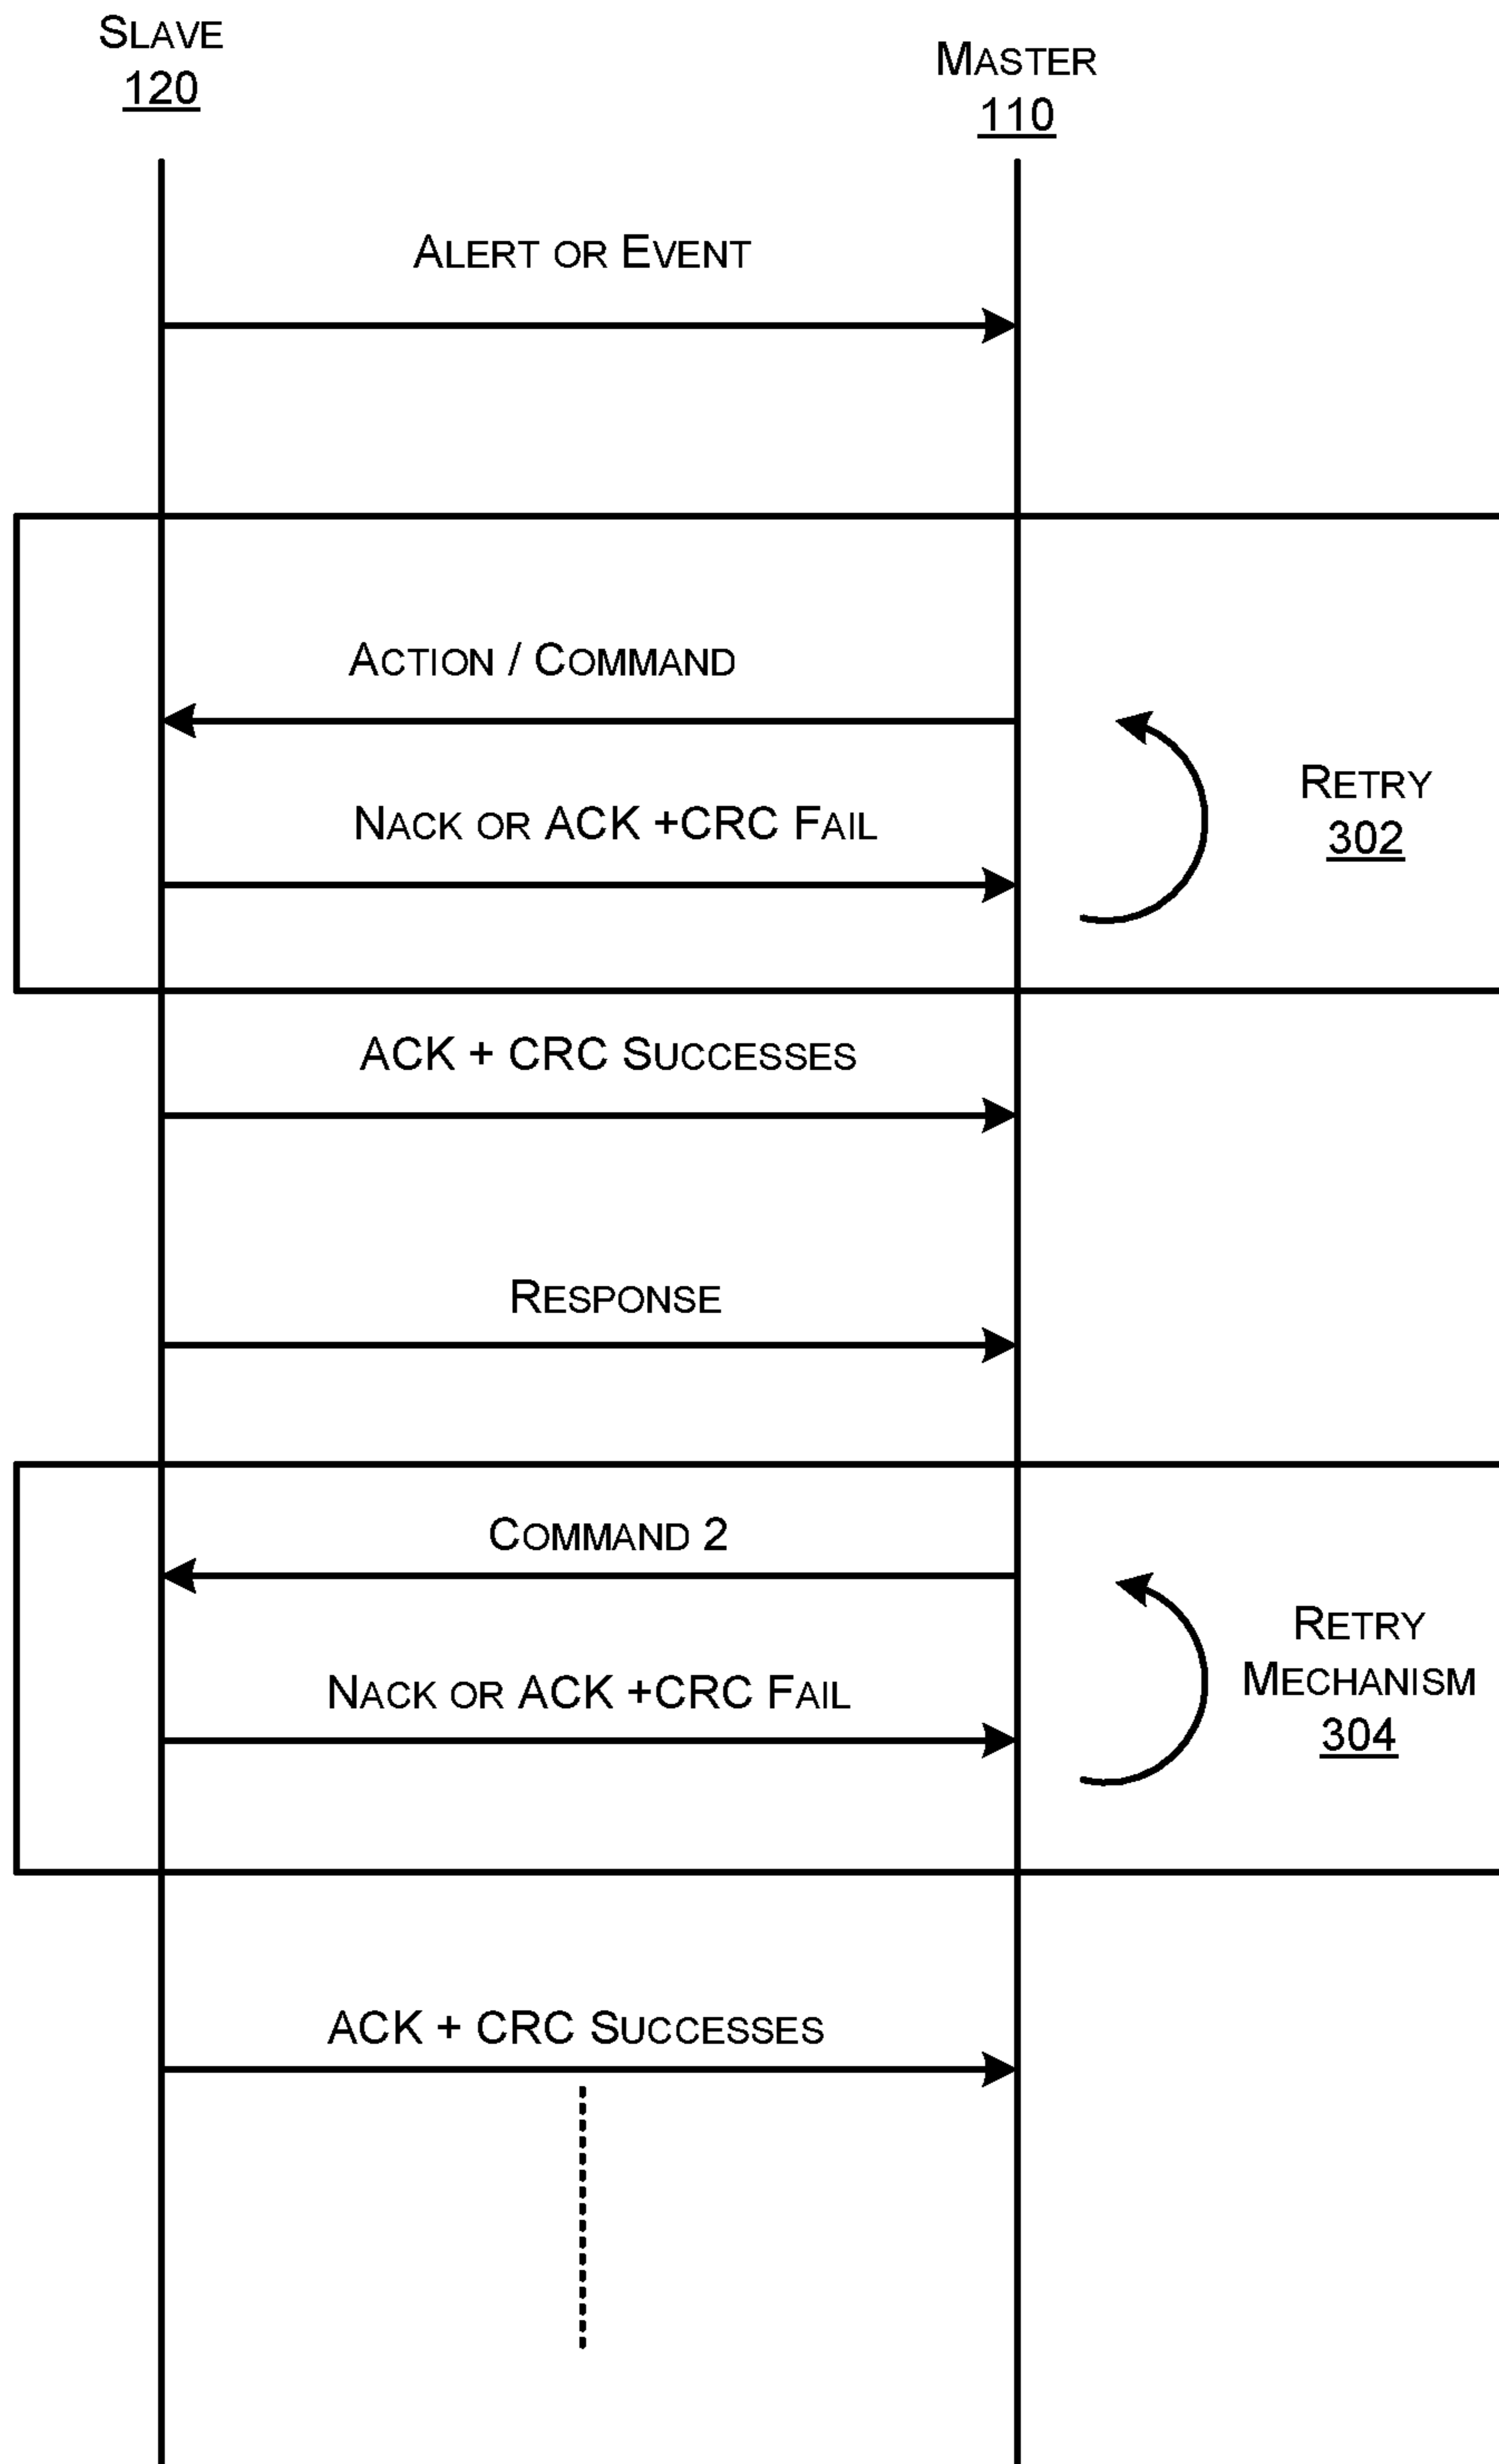 SLAVE
120
MASTER
110
ALERT OR EVENT
ACTION / COMMAND
NACK OR ACK +CRC FAIL
RETRY
302
ACK + CRC SUCCESSES
RESPONSE
COMMAND 2
NACK OR ACK +CRC FAIL
RETRY
MECHANISM
304
ACK + CRC SUCCESSES